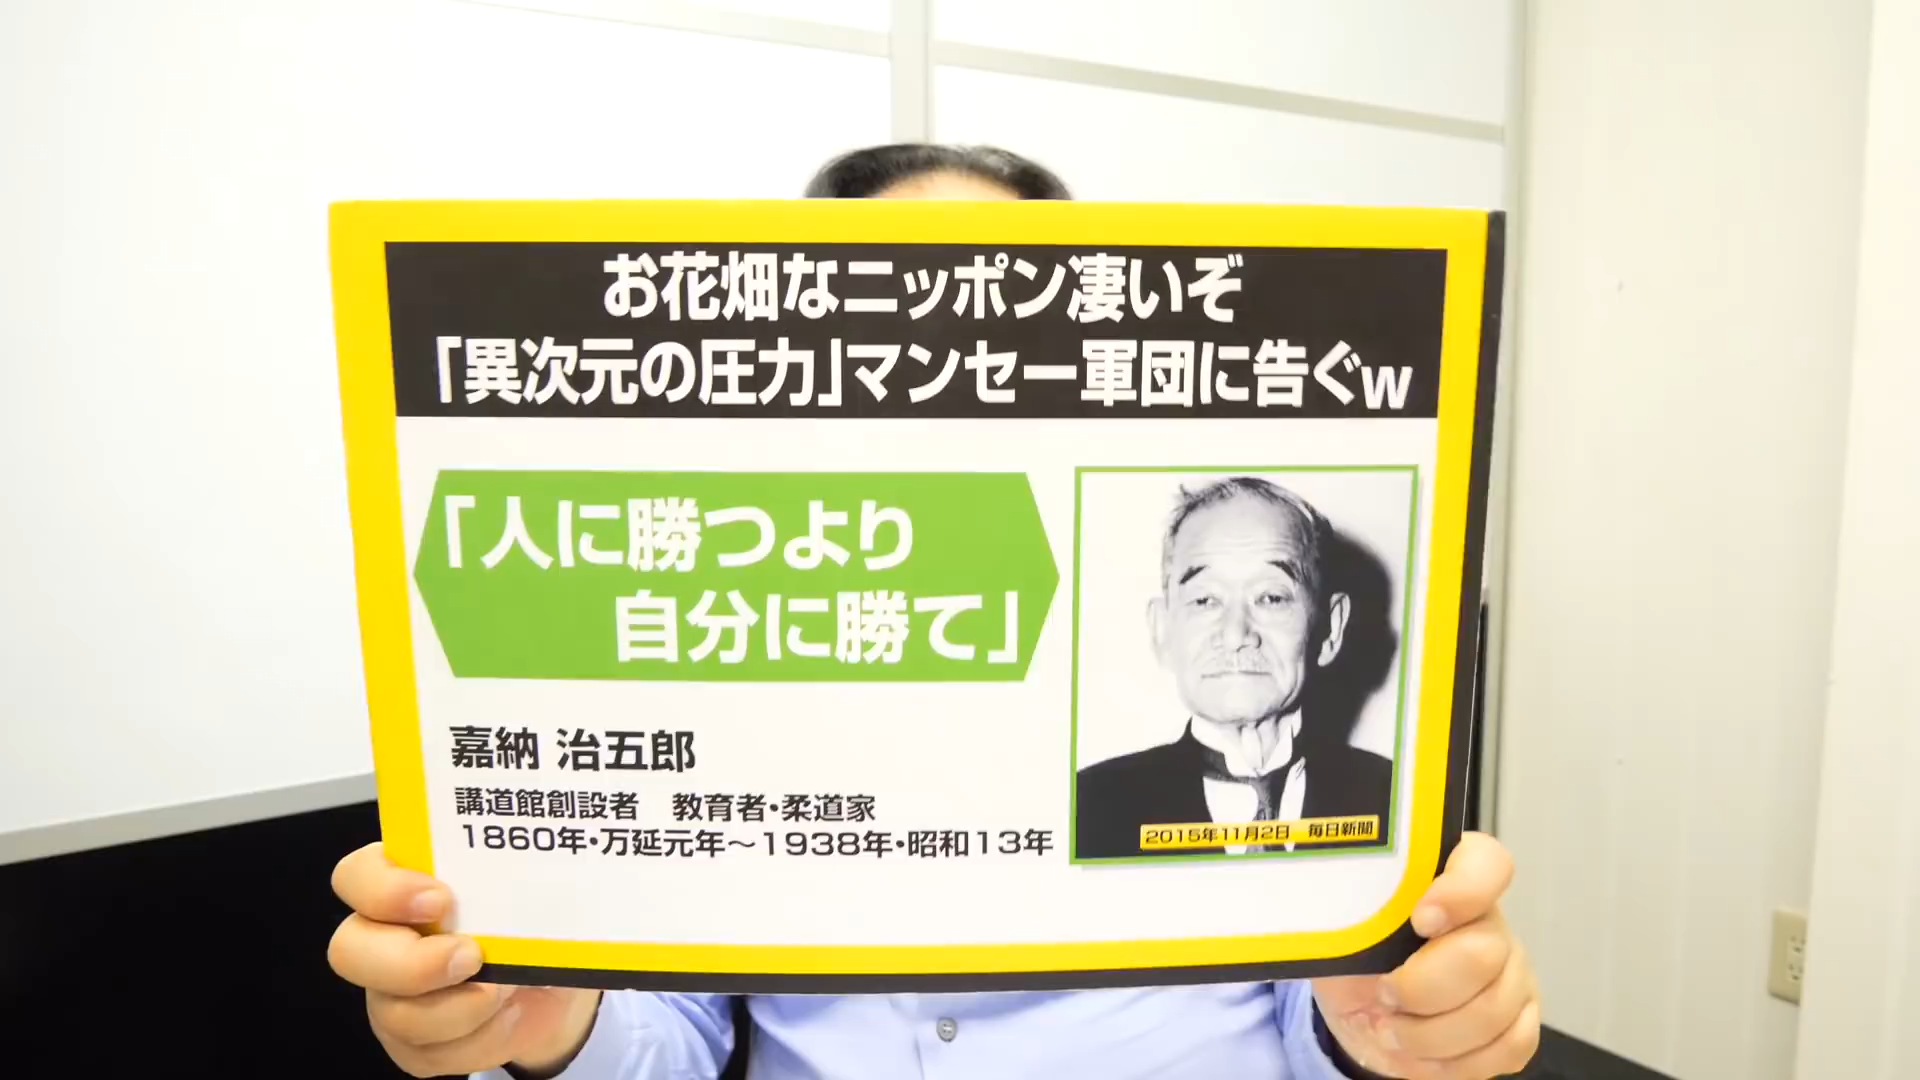 お花畑なニッポン凄いぞ
「異次元の圧力」マンセー軍団に告ぐw
「人に勝つより
自分に勝て」
嘉納 治五郎
講道館創設者　教育者・柔道家
1860年・万延元年～1938年・昭和13年
2015年11月2日　毎日新聞